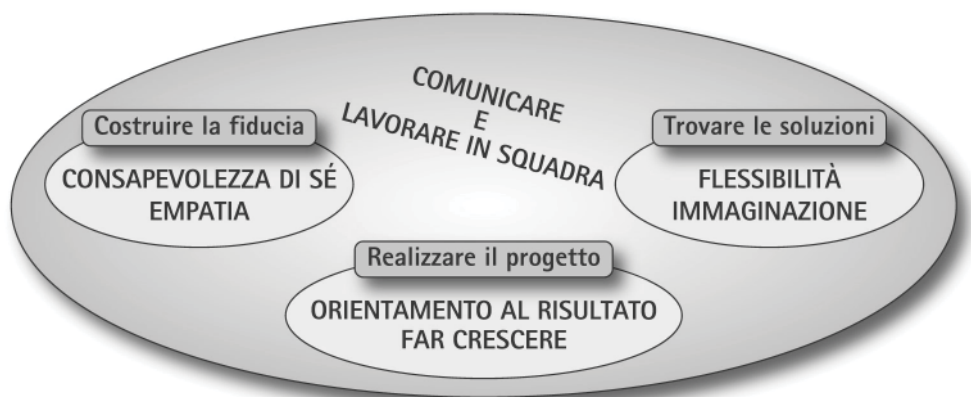 COMUNICARE
E
LAVORARE IN SQUADRA
Costruire la fiducia
CONSAPEVOLEZZA DI SÉ
EMPATIA
Trovare le soluzioni
FLESSIBILITÀ
IMMAGINAZIONE
Realizzare il progetto
ORIENTAMENTO AL RISULTATO
FAR CRESCERE